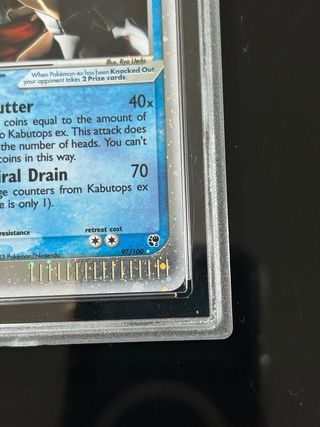 Illus. Ryo Ueda
When Pokémon-ex has been Knocked Out,
your opponent takes 2 Prize cards.
utter 40x
coins equal to the amount of
o Kabutops ex. This attack does
the number of heads. You can't
coins in this way.
iral Drain 70
ge counters from Kabutops ex
e is only 1).
resistance retreat cost
97/100
3 Pokémon/Nintendo